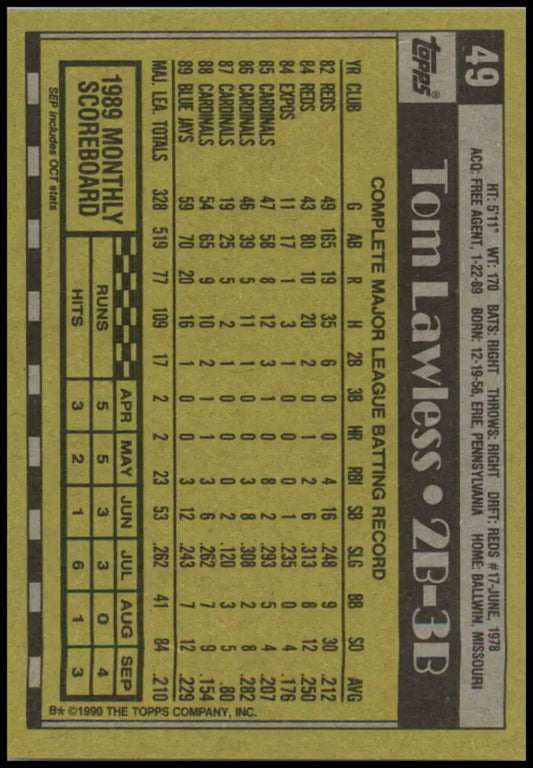 49
topps®
HT: 5'11" WT: 170 BATS: RIGHT THROWS: RIGHT DRFT: REDS #17-JUNE, 1978
ACQ: FREE AGENT, 1-22-89 BORN: 12-19-56, ERIE, PENNSYLVANIA HOME: BALLWIN, MISSOURI
Tom Lawless • 2B-3B
COMPLETE MAJOR LEAGUE BATTING RECORD
YR CLUB G AB R H 2B 3B HR RBI SB SLG BB SO AVG
82 REDS 49 165 19 35 6 0 0 4 16 .248 9 30 .212
84 REDS 43 80 10 20 2 0 1 2 6 .313 8 12 .250
84 EXPOS 11 17 1 3 1 0 0 0 1 .235 0 4 .176
85 CARDINALS 47 58 8 12 3 1 0 8 2 .293 5 4 .207
86 CARDINALS 46 39 5 11 1 0 0 3 8 .308 2 8 .282
87 CARDINALS 19 25 5 2 1 0 0 0 2 .120 3 5 .80
88 CARDINALS 54 65 9 10 2 1 1 3 6 .262 7 9 .154
89 BLUE JAYS 59 70 20 16 1 0 0 3 12 .243 7 12 .229
MAJ. LEA. TOTALS 328 519 77 109 17 2 2 23 53 .262 41 84 .210
1989 MONTHLY
SCOREBOARD
APR MAY JUN JUL AUG SEP
RUNS 5 5 3 3 0 4
HITS 3 2 1 6 1 3
SEP includes OCT stats
B* ©1990 THE TOPPS COMPANY, INC.